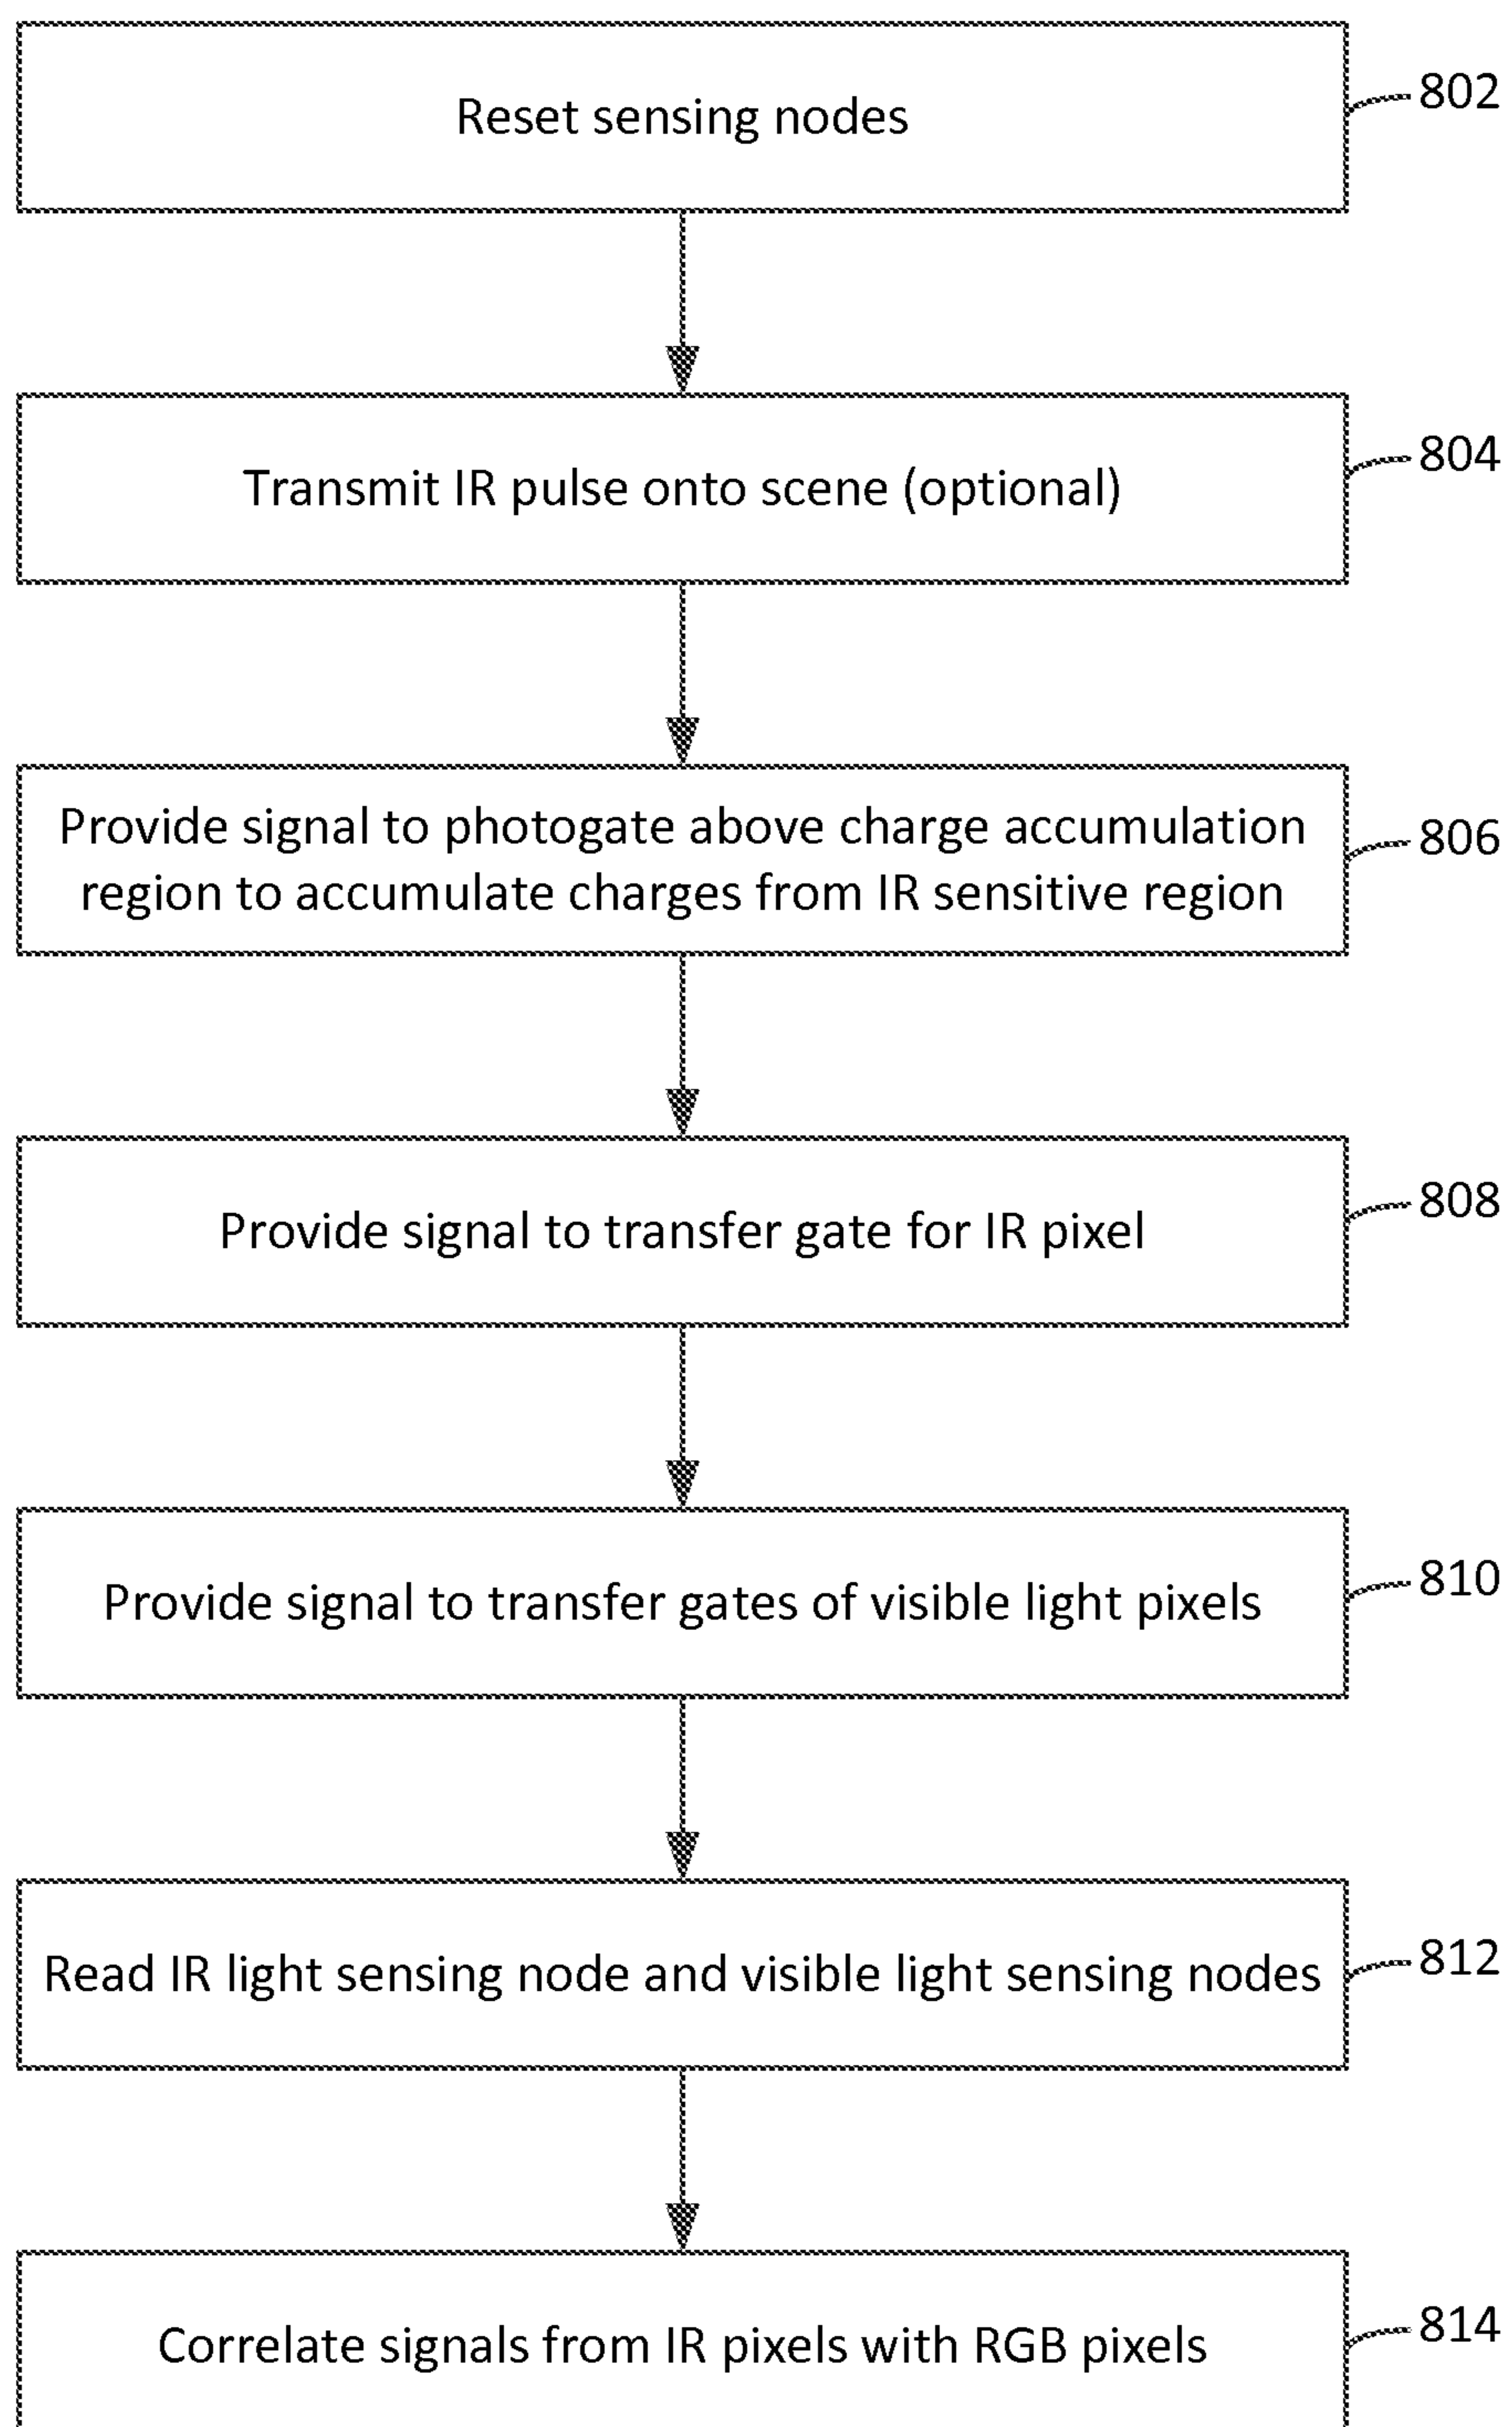 Reset sensing nodes
802
Transmit IR pulse onto scene (optional)
804
Provide signal to photogate above charge accumulation
region to accumulate charges from IR sensitive region
806
Provide signal to transfer gate for IR pixel
808
Provide signal to transfer gates of visible light pixels
810
Read IR light sensing node and visible light sensing nodes
812
Correlate signals from IR pixels with RGB pixels
814